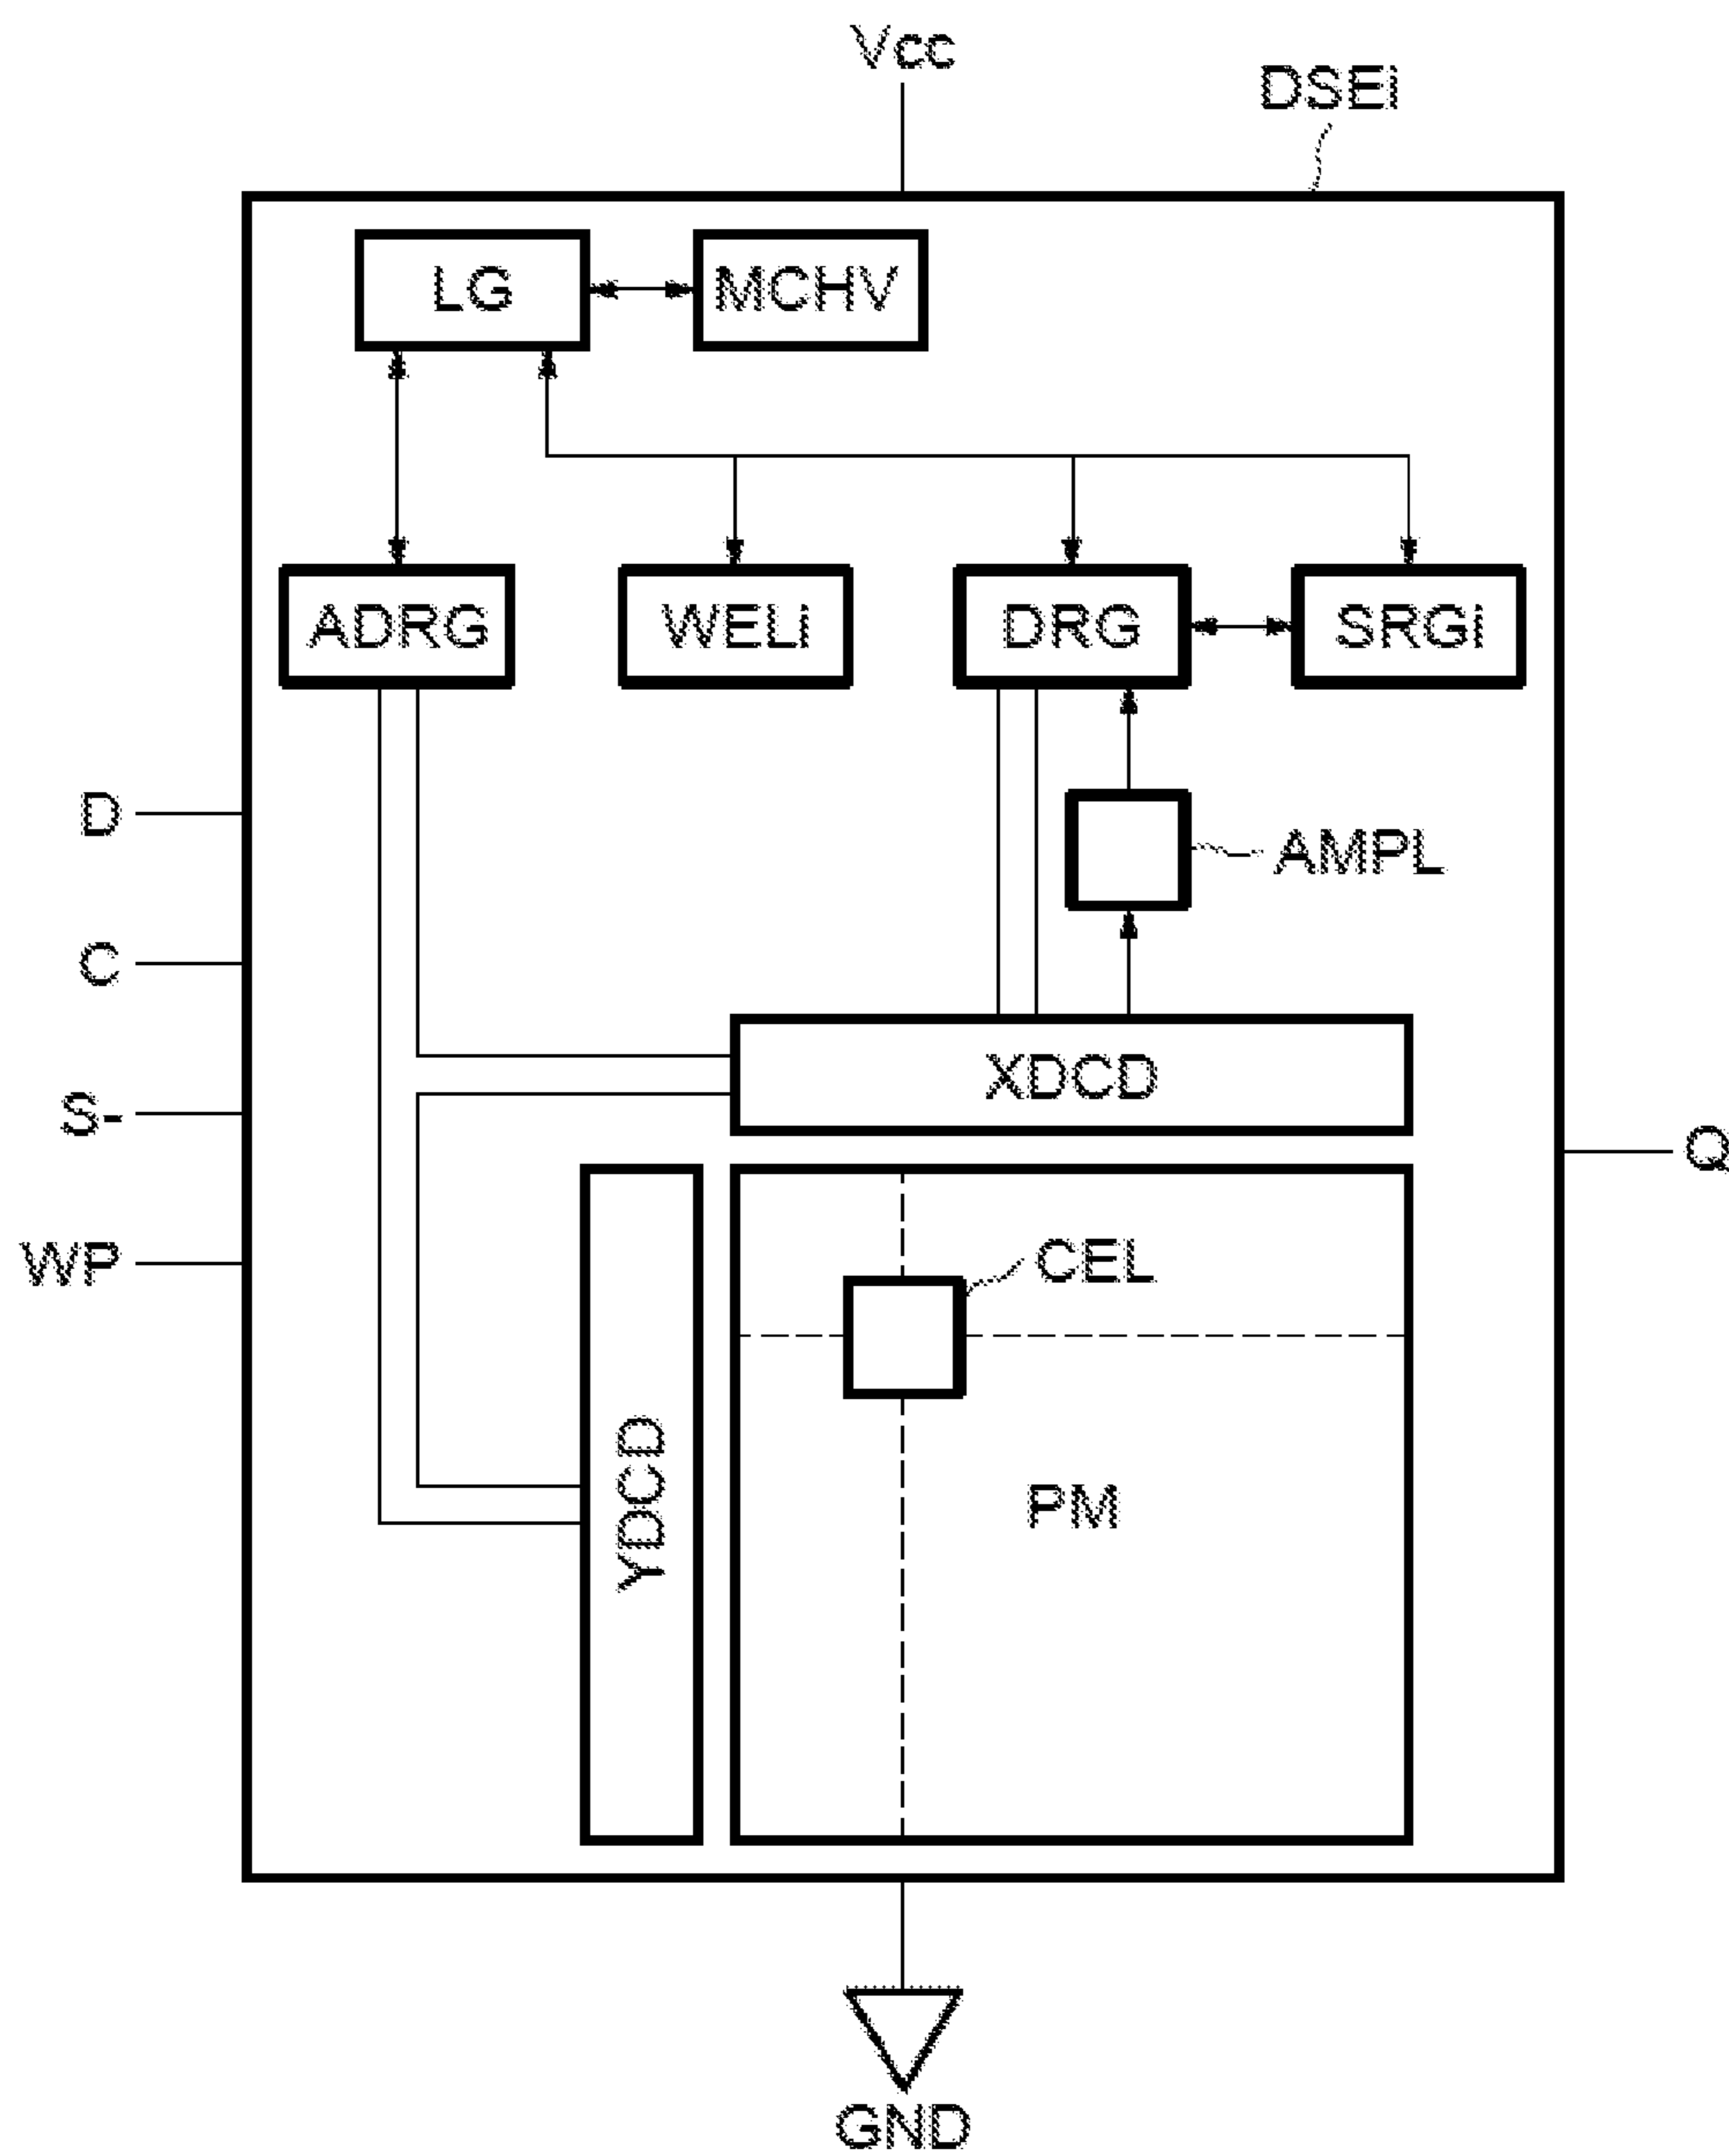 Vcc
DSEi
LG
MCHV
ADRG
WELi
DRG
SRGi
D
AMPL
C
XDCD
S-
Q
WP
CEL
YDCD
PM
GND